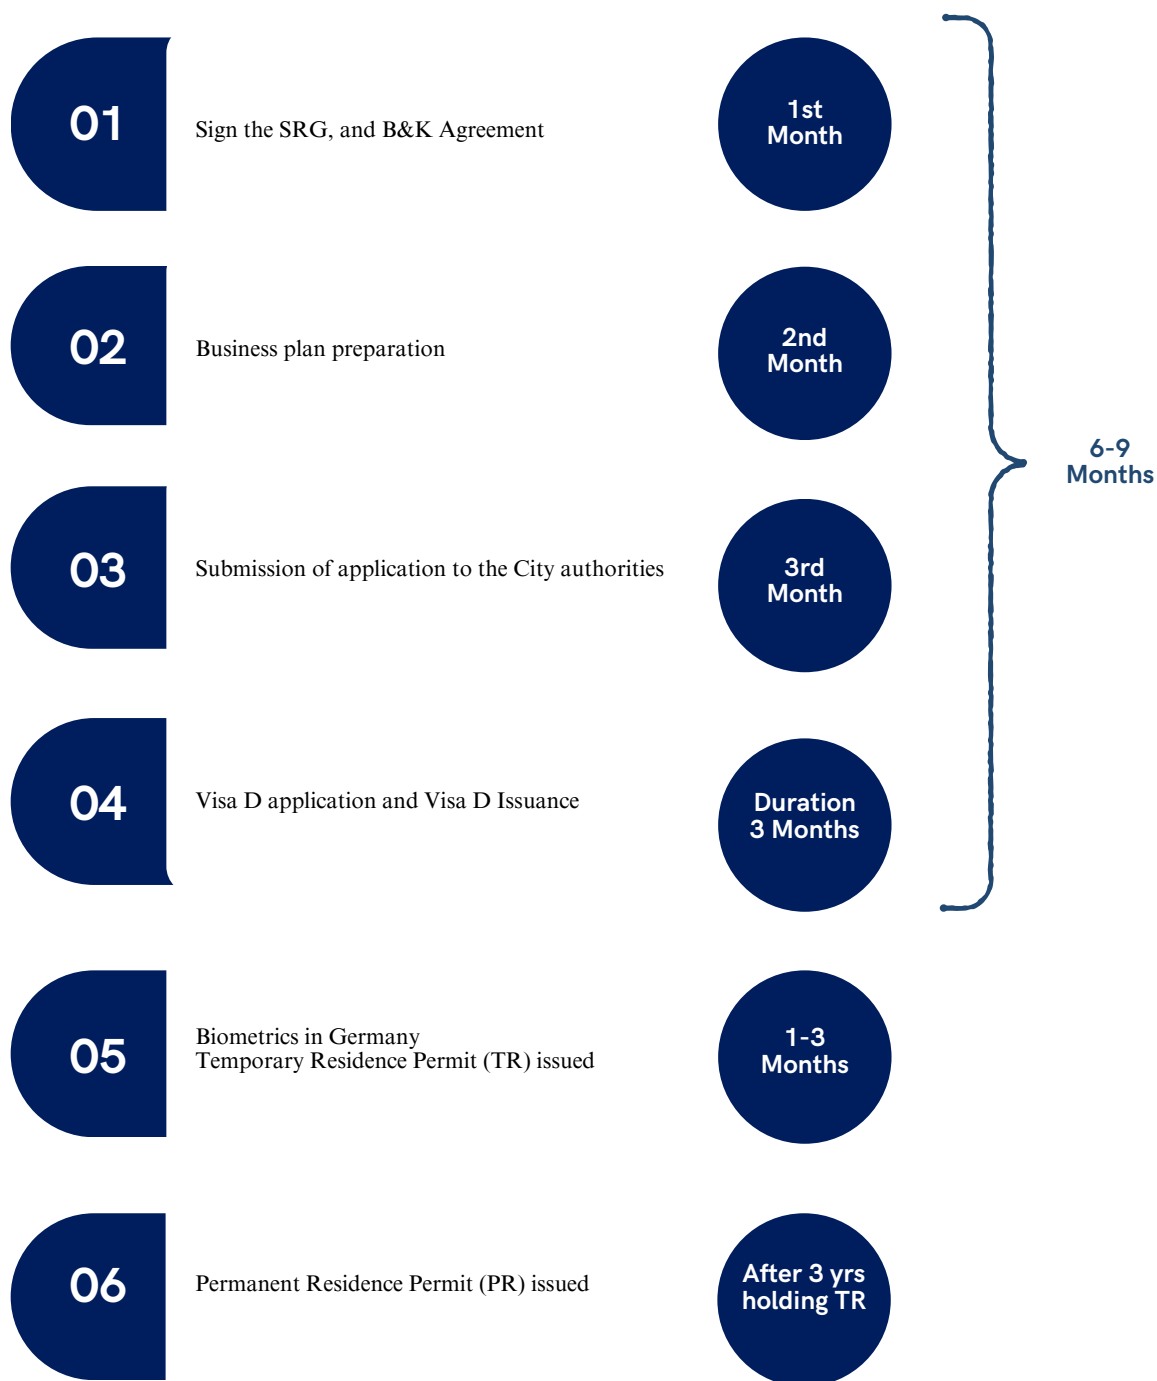 01
Sign the SRG, and B&K Agreement
1st
Month
02
Business plan preparation
2nd
Month
6-9
Months
03
Submission of application to the City authorities
3rd
Month
04
Visa D application and Visa D Issuance
Duration
3 Months
05
Biometrics in Germany
Temporary Residence Permit (TR) issued
1-3
Months
06
Permanent Residence Permit (PR) issued
After 3 yrs
holding TR